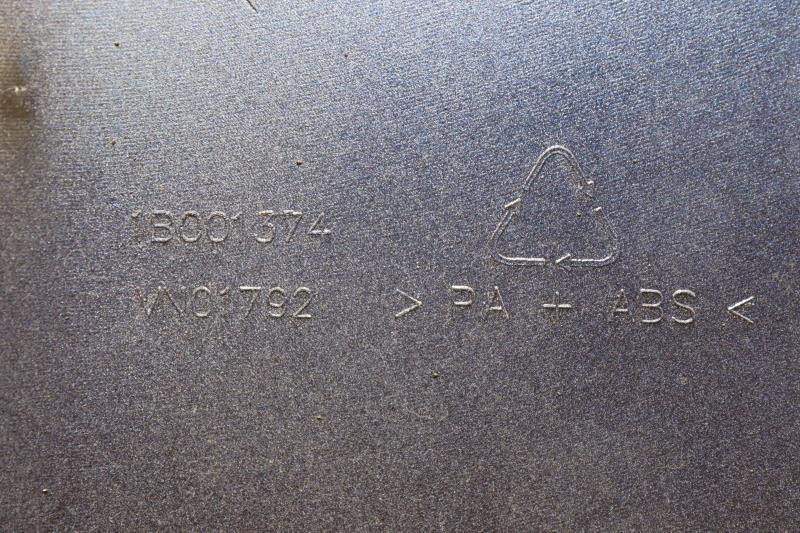 1B001374
VN01792
> PA + ABS <